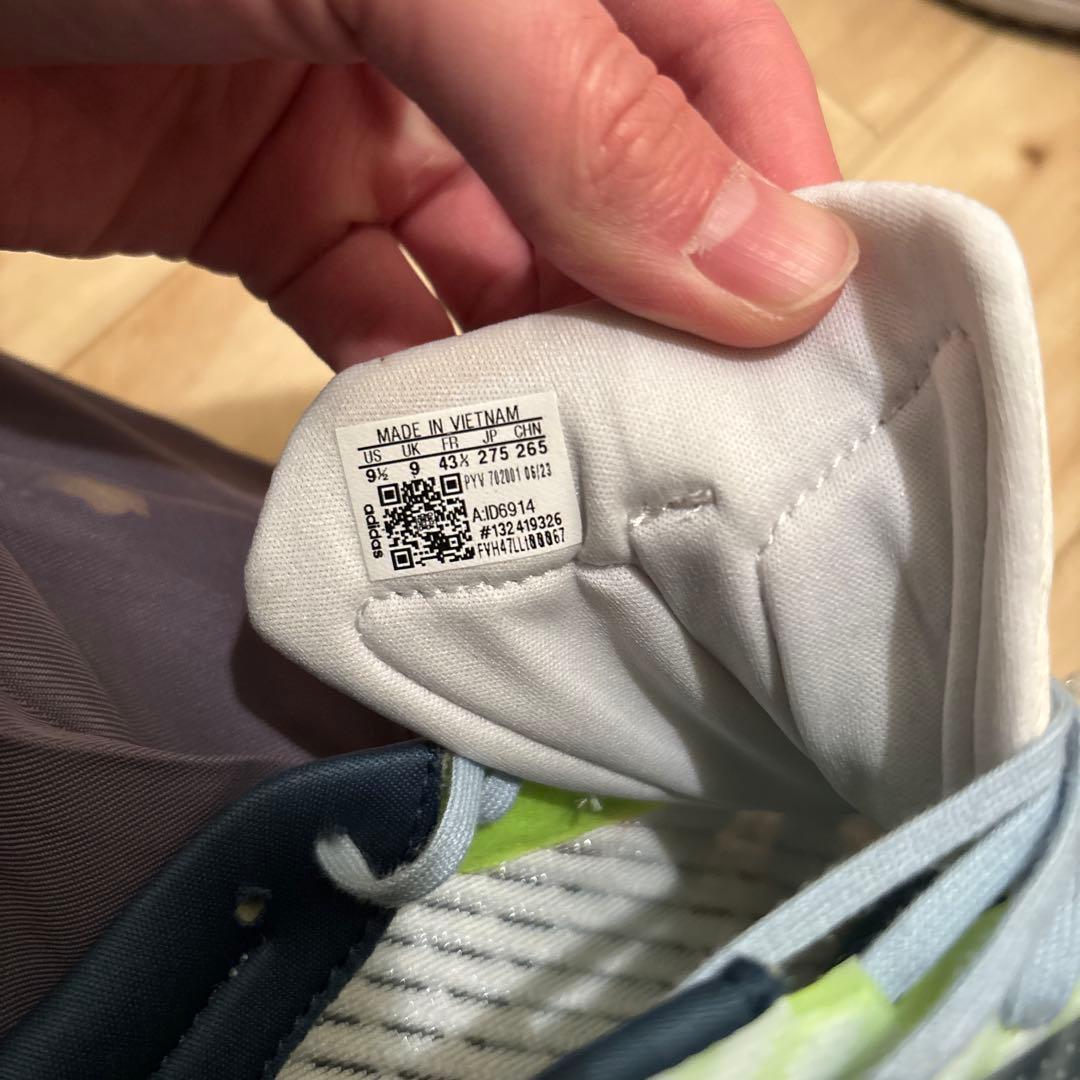 MADE IN VIETNAM
US UK FR JP CHN
9½ 9 43⅓ 275 265
PYV 702001 06/23
A:ID6914
#132419326
adidas